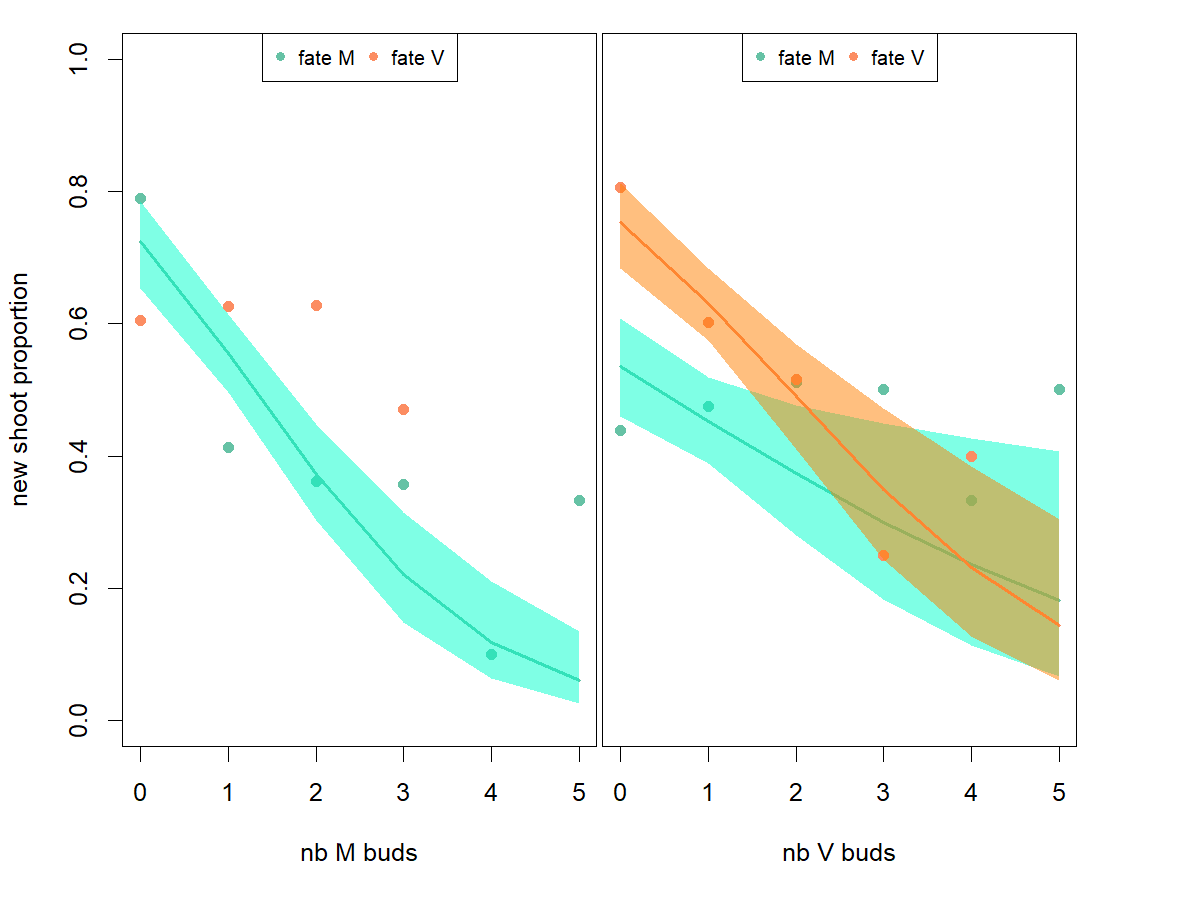 fate M fate V
fate M fate V
new shoot proportion
1.0
0.8
0.6
0.4
0.2
0.0
0 1 2 3 4 5
0 1 2 3 4 5
nb M buds
nb V buds